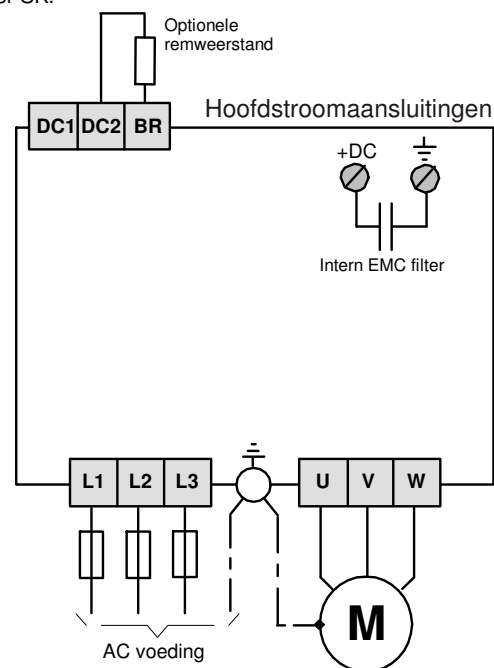 Optionele
remweerstand
DC1 DC2 BR
Hoofdstroomaansluitingen
+DC
Intern EMC filter
L1 L2 L3
U V W
M
AC voeding